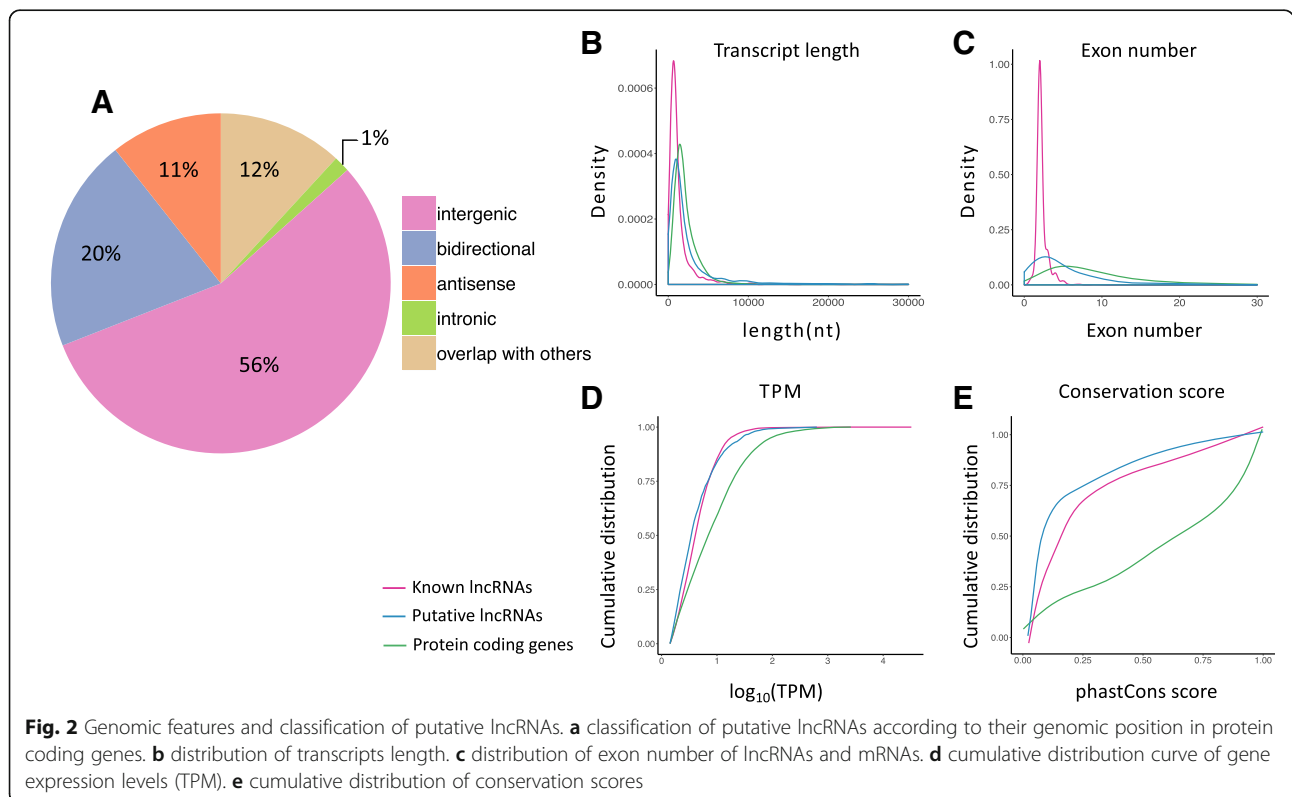 A
1%
11%
12%
20%
56%
intergenic
bidirectional
antisense
intronic
overlap with others
B
Transcript length
Density
0.0006
0.0004
0.0002
0.0000
0
10000
20000
30000
length(nt)
C
Exon number
Density
1.00
0.75
0.50
0.25
0.00
0
10
20
30
Exon number
D
TPM
Cumulative distribution
1.00
0.75
0.50
0.25
0.00
0
1
2
3
4
log10(TPM)
E
Conservation score
Cumulative distribution
1.00
0.75
0.50
0.25
0.00
0.00
0.25
0.50
0.75
1.00
phastCons score
Known lncRNAs
Putative lncRNAs
Protein coding genes
Fig. 2 Genomic features and classification of putative lncRNAs. a classification of putative lncRNAs according to their genomic position in protein
coding genes. b distribution of transcripts length. c distribution of exon number of lncRNAs and mRNAs. d cumulative distribution curve of gene
expression levels (TPM). e cumulative distribution of conservation scores